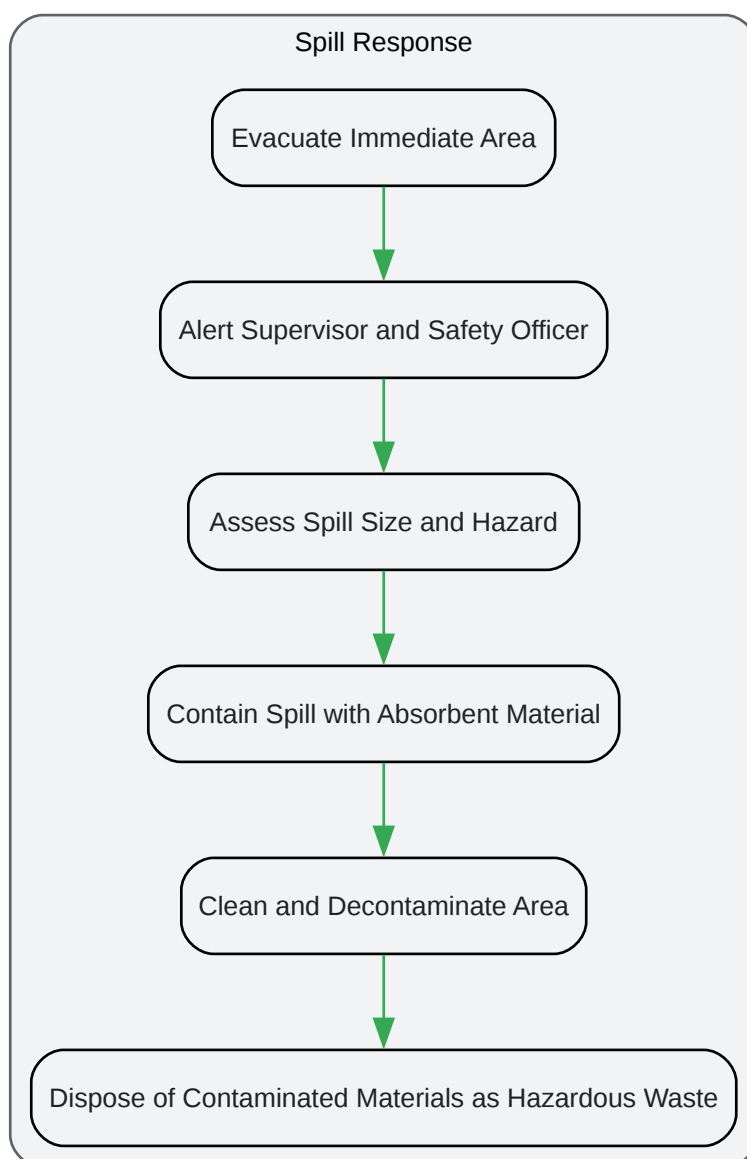 Spill Response
Evacuate Immediate Area
Alert Supervisor and Safety Officer
Assess Spill Size and Hazard
Contain Spill with Absorbent Material
Clean and Decontaminate Area
Dispose of Contaminated Materials as Hazardous Waste